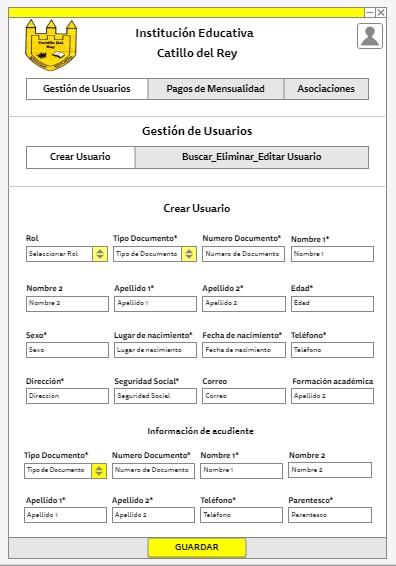 Institución Educativa
Catillo del Rey
Castillo Del
Rey
Gestión de Usuarios Pagos de Mensualidad Asociaciones
Gestión de Usuarios
Crear Usuario Buscar_Eliminar_Editar Usuario
Crear Usuario
Rol Tipo Documento* Numero Documento* Nombre 1*
Seleccionar Rol Tipo de Documento Numero de Documento Nombre 1
Nombre 2 Apellido 1* Apellido 2* Edad*
Nombre 2 Apellido 1 Apellido 2 Edad
Sexo* Lugar de nacimiento* Fecha de nacimiento* Teléfono*
Sexo Lugar de nacimiento Fecha de nacimiento Teléfono
Dirección* Seguridad Social* Correo Formación académica
Dirección Seguridad Social Correo Apellido 2
Información de acudiente
Tipo Documento* Numero Documento* Nombre 1* Nombre 2
Tipo de Documento Numero de Documento Nombre 1 Nombre 2
Apellido 1* Apellido 2* Teléfono* Parentesco*
Apellido 1 Apellido 2 Teléfono Parentesco
GUARDAR